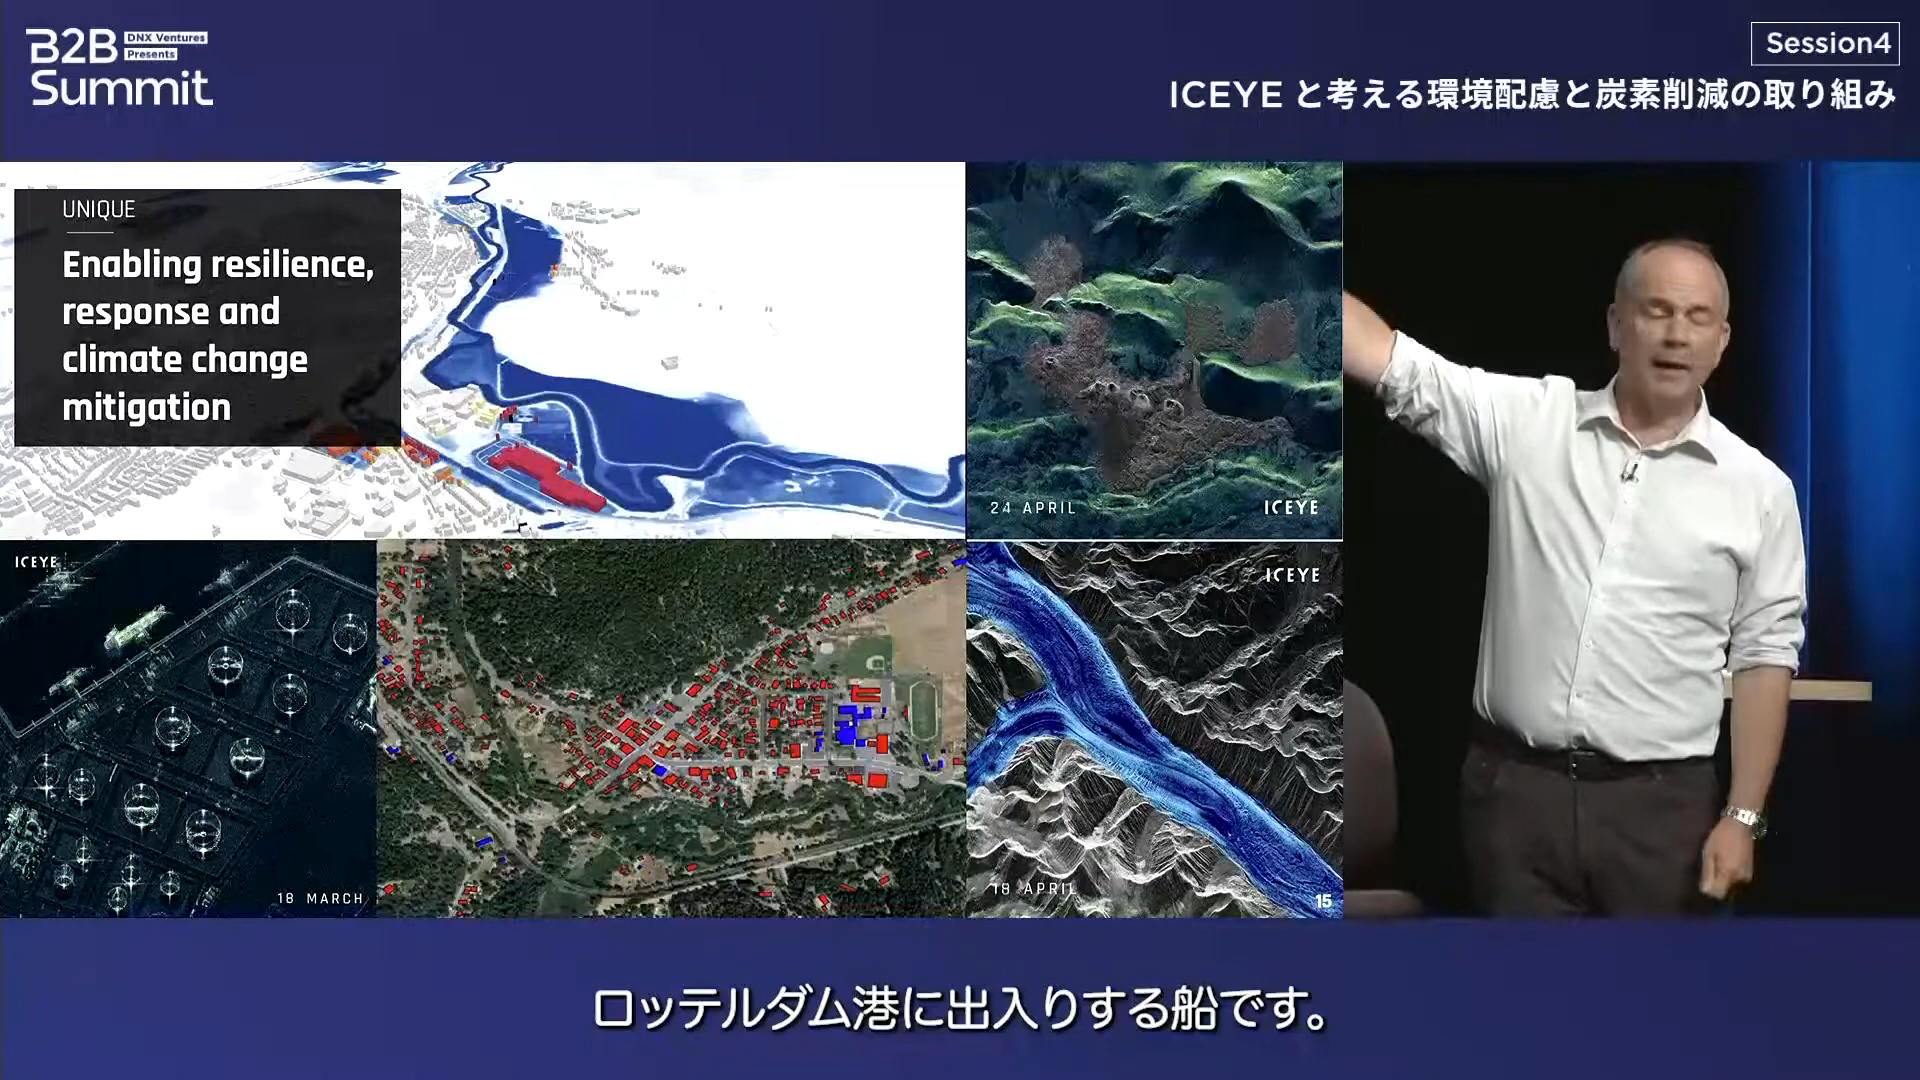 B2B
DNX Ventures
Presents
Summit
Session4
ICEYE と考える環境配慮と炭素削減の取り組み
UNIQUE
Enabling resilience,
response and
climate change
mitigation
24 APRIL
ICEYE
ICEYE
18 MARCH
ICEYE
18 APRIL
15
ロッテルダム港に出入りする船です。